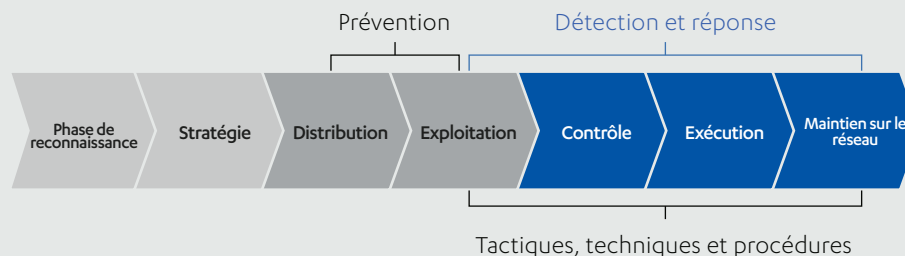 Prévention
Détection et réponse
Phase de
reconnaissance
Stratégie
Distribution
Exploitation
Contrôle
Exécution
Maintien sur le
réseau
Tactiques, techniques et procédures